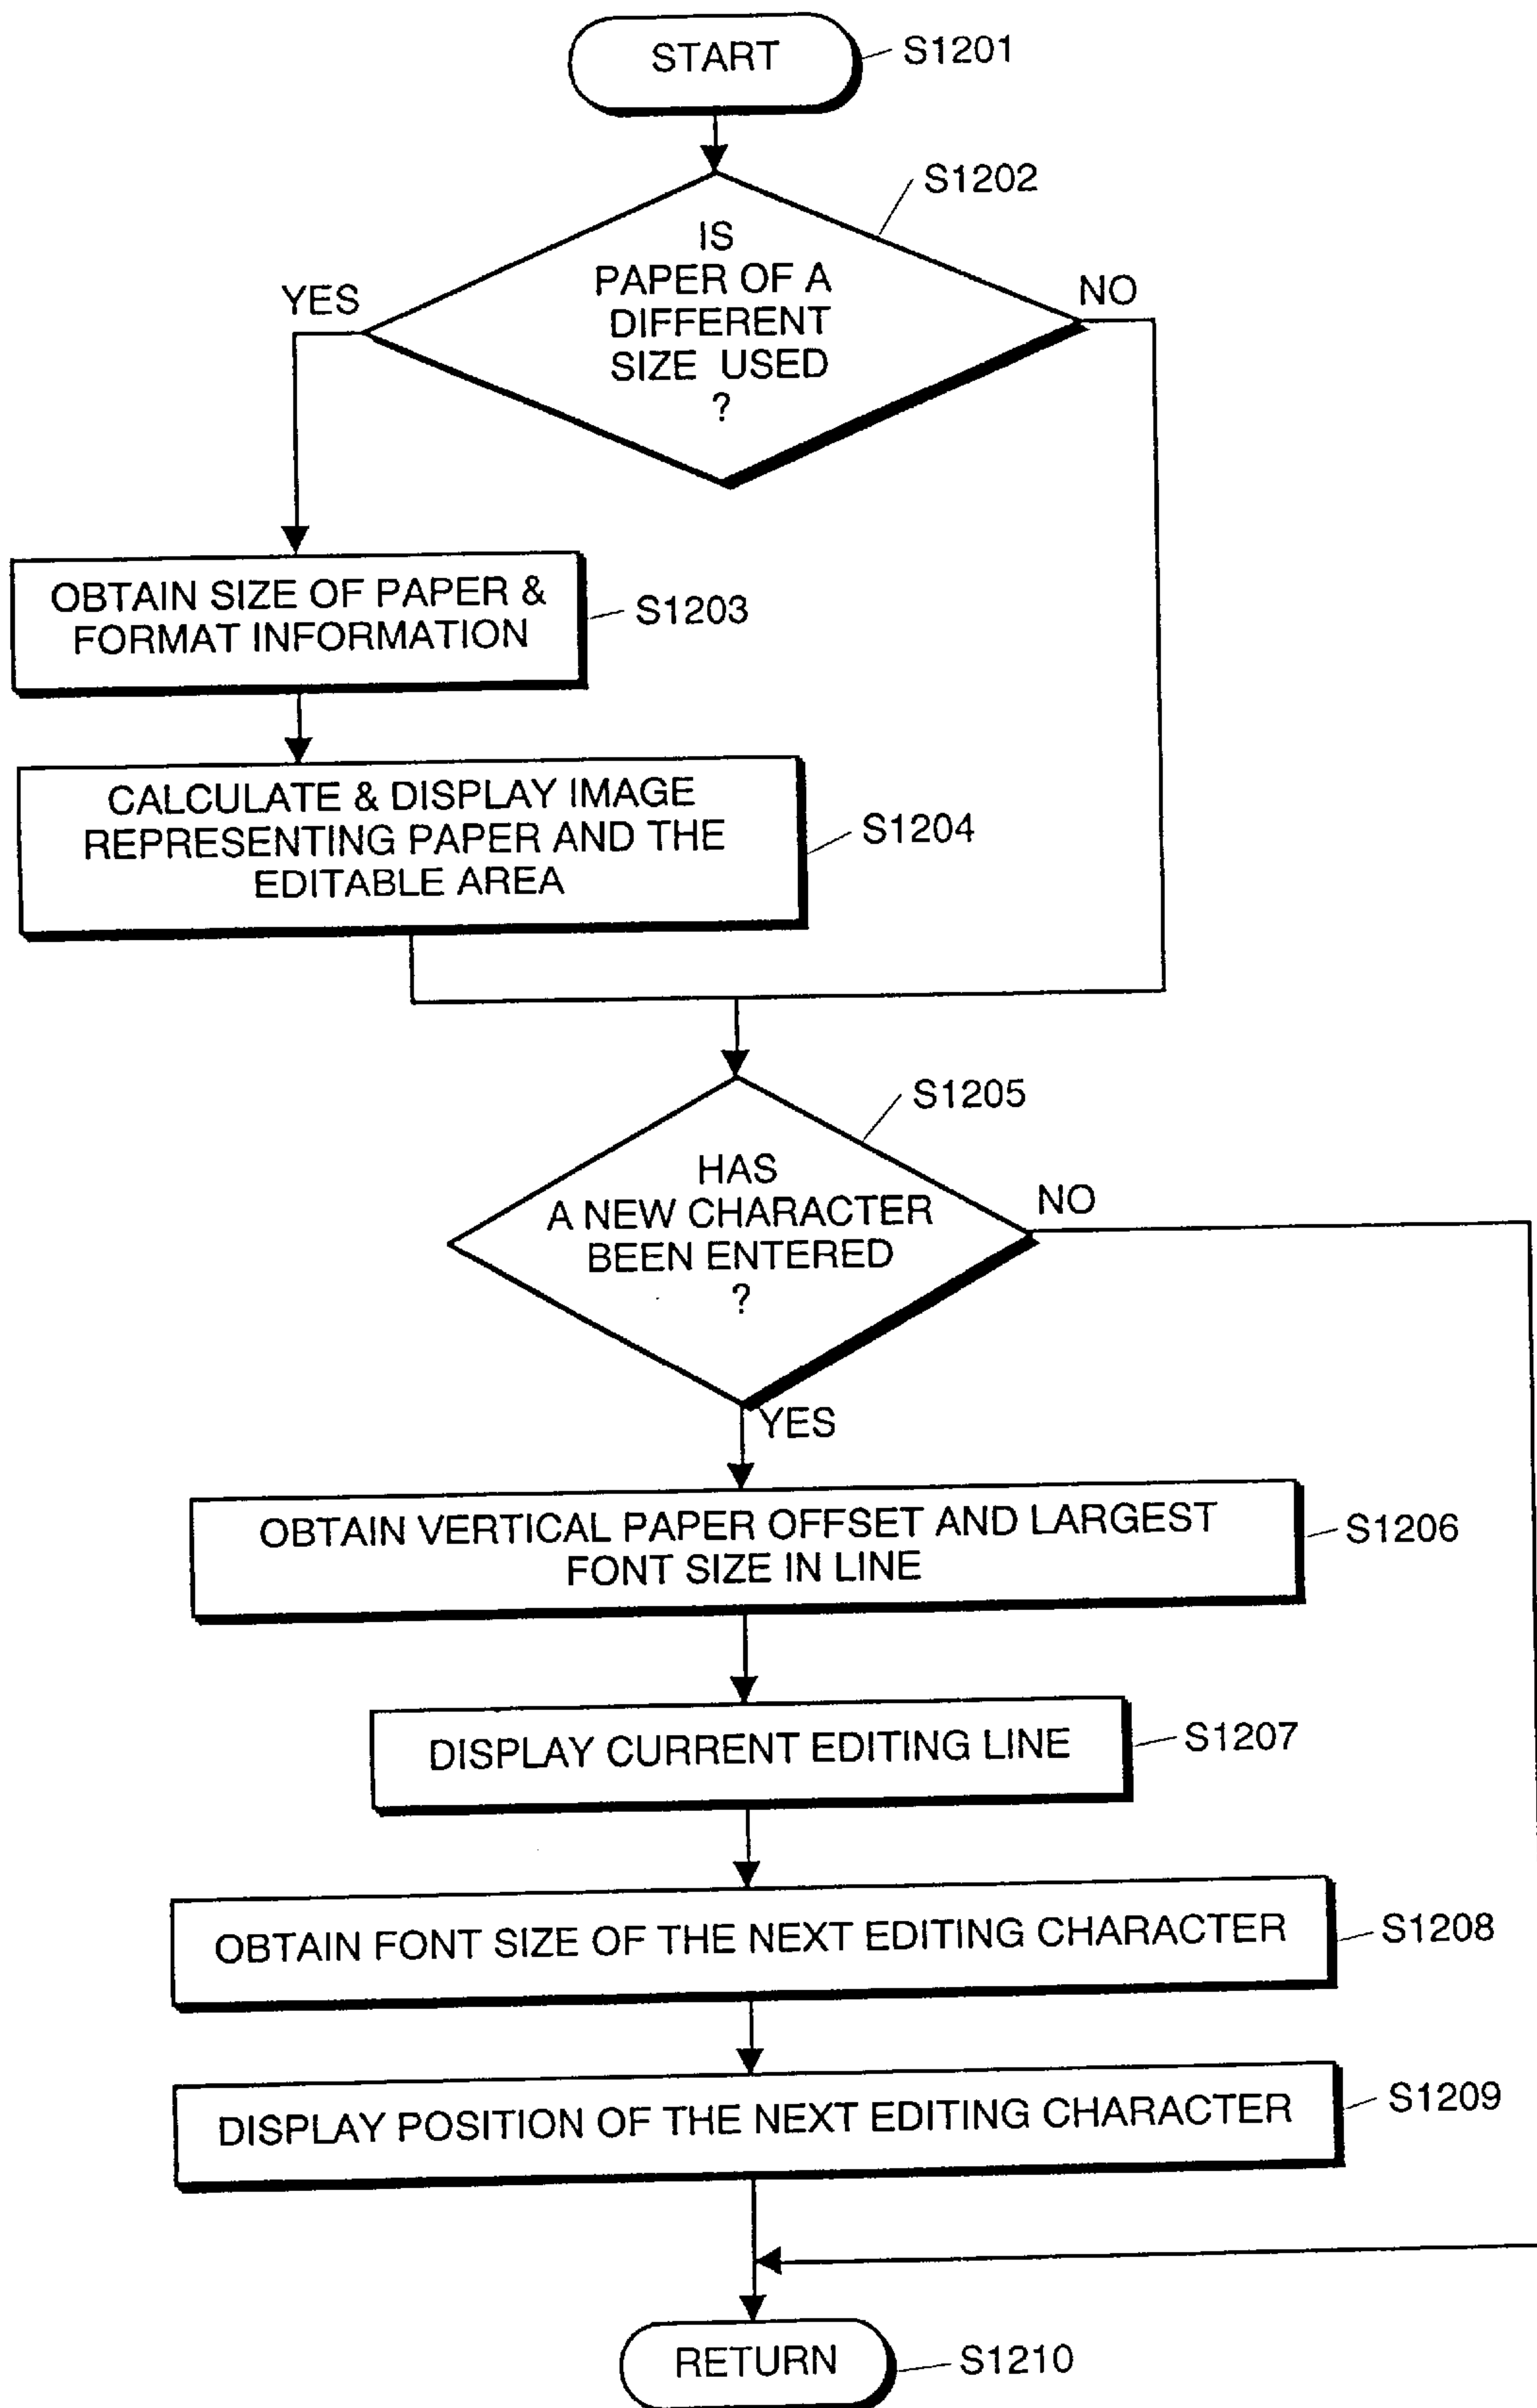 START
S1201
S1202
IS
PAPER OF A
DIFFERENT
SIZE USED
?
YES
NO
OBTAIN SIZE OF PAPER &
FORMAT INFORMATION
S1203
CALCULATE & DISPLAY IMAGE
REPRESENTING PAPER AND THE
EDITABLE AREA
S1204
S1205
HAS
A NEW CHARACTER
BEEN ENTERED
?
NO
YES
OBTAIN VERTICAL PAPER OFFSET AND LARGEST
FONT SIZE IN LINE
S1206
DISPLAY CURRENT EDITING LINE
S1207
OBTAIN FONT SIZE OF THE NEXT EDITING CHARACTER
S1208
DISPLAY POSITION OF THE NEXT EDITING CHARACTER
S1209
RETURN
S1210